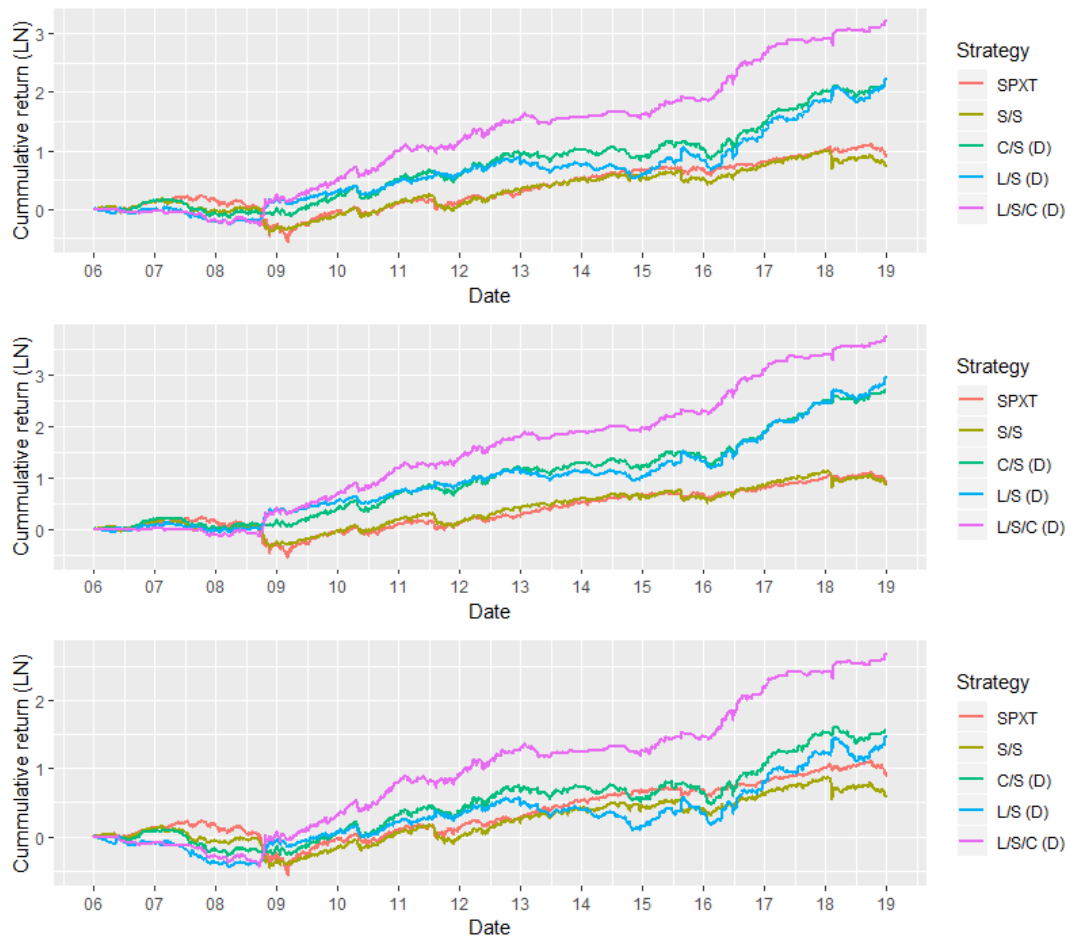 Cummulative return (LN)
3
2
1
0
06 07 08 09 10 11 12 13 14 15 16 17 18 19
Date
Strategy
SPXT
S/S
C/S (D)
L/S (D)
L/S/C (D)
Cummulative return (LN)
3
2
1
0
06 07 08 09 10 11 12 13 14 15 16 17 18 19
Date
Strategy
SPXT
S/S
C/S (D)
L/S (D)
L/S/C (D)
Cummulative return (LN)
2
1
0
06 07 08 09 10 11 12 13 14 15 16 17 18 19
Date
Strategy
SPXT
S/S
C/S (D)
L/S (D)
L/S/C (D)